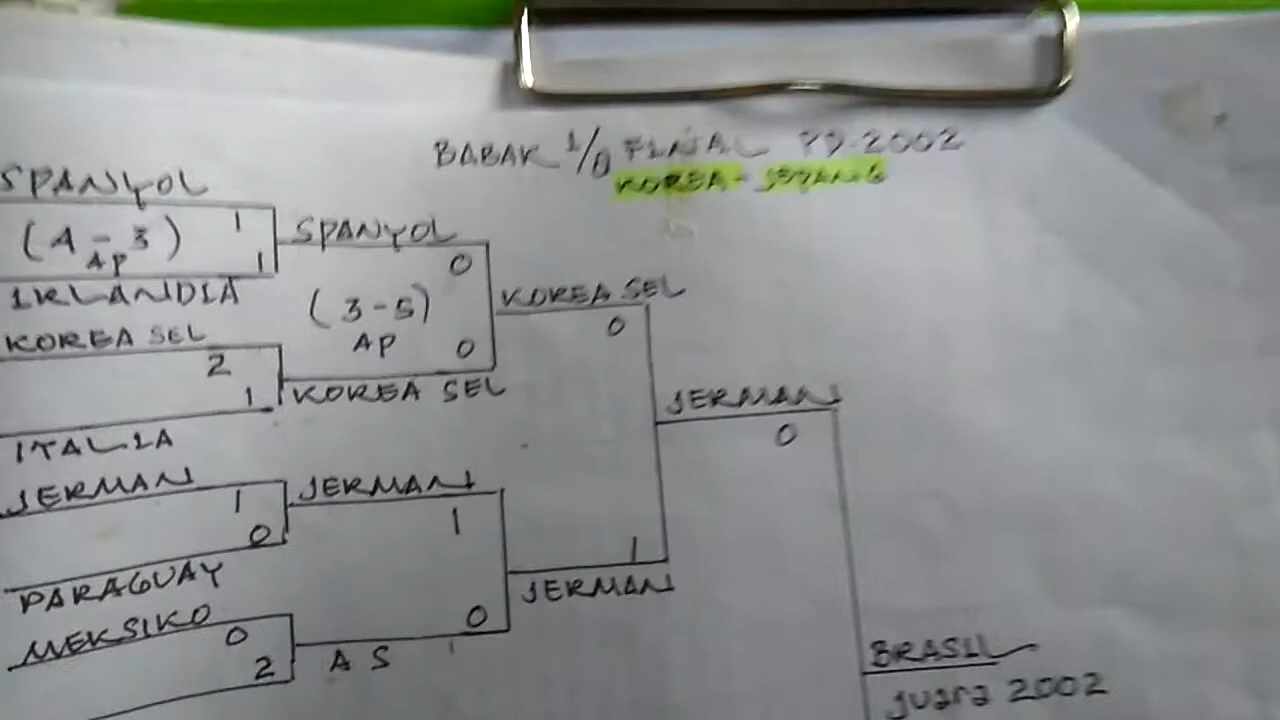 BABAK 1/8 FINAL PD.2002
KOREA - JEPANG
SPANYOL
1
(4 - 3)
AP
1
IRLANDIA
KOREA SEL
2
1
ITALIA
JERMAN
1
0
PARAGUAY
MEKSIKO
0
2
SPANYOL
0
(3-5)
AP
0
KOREA SEL
JERMAN
1
0
AS
KOREA SEL
0
1
JERMAN
JERMAN
0
BRASIL
Juara 2002